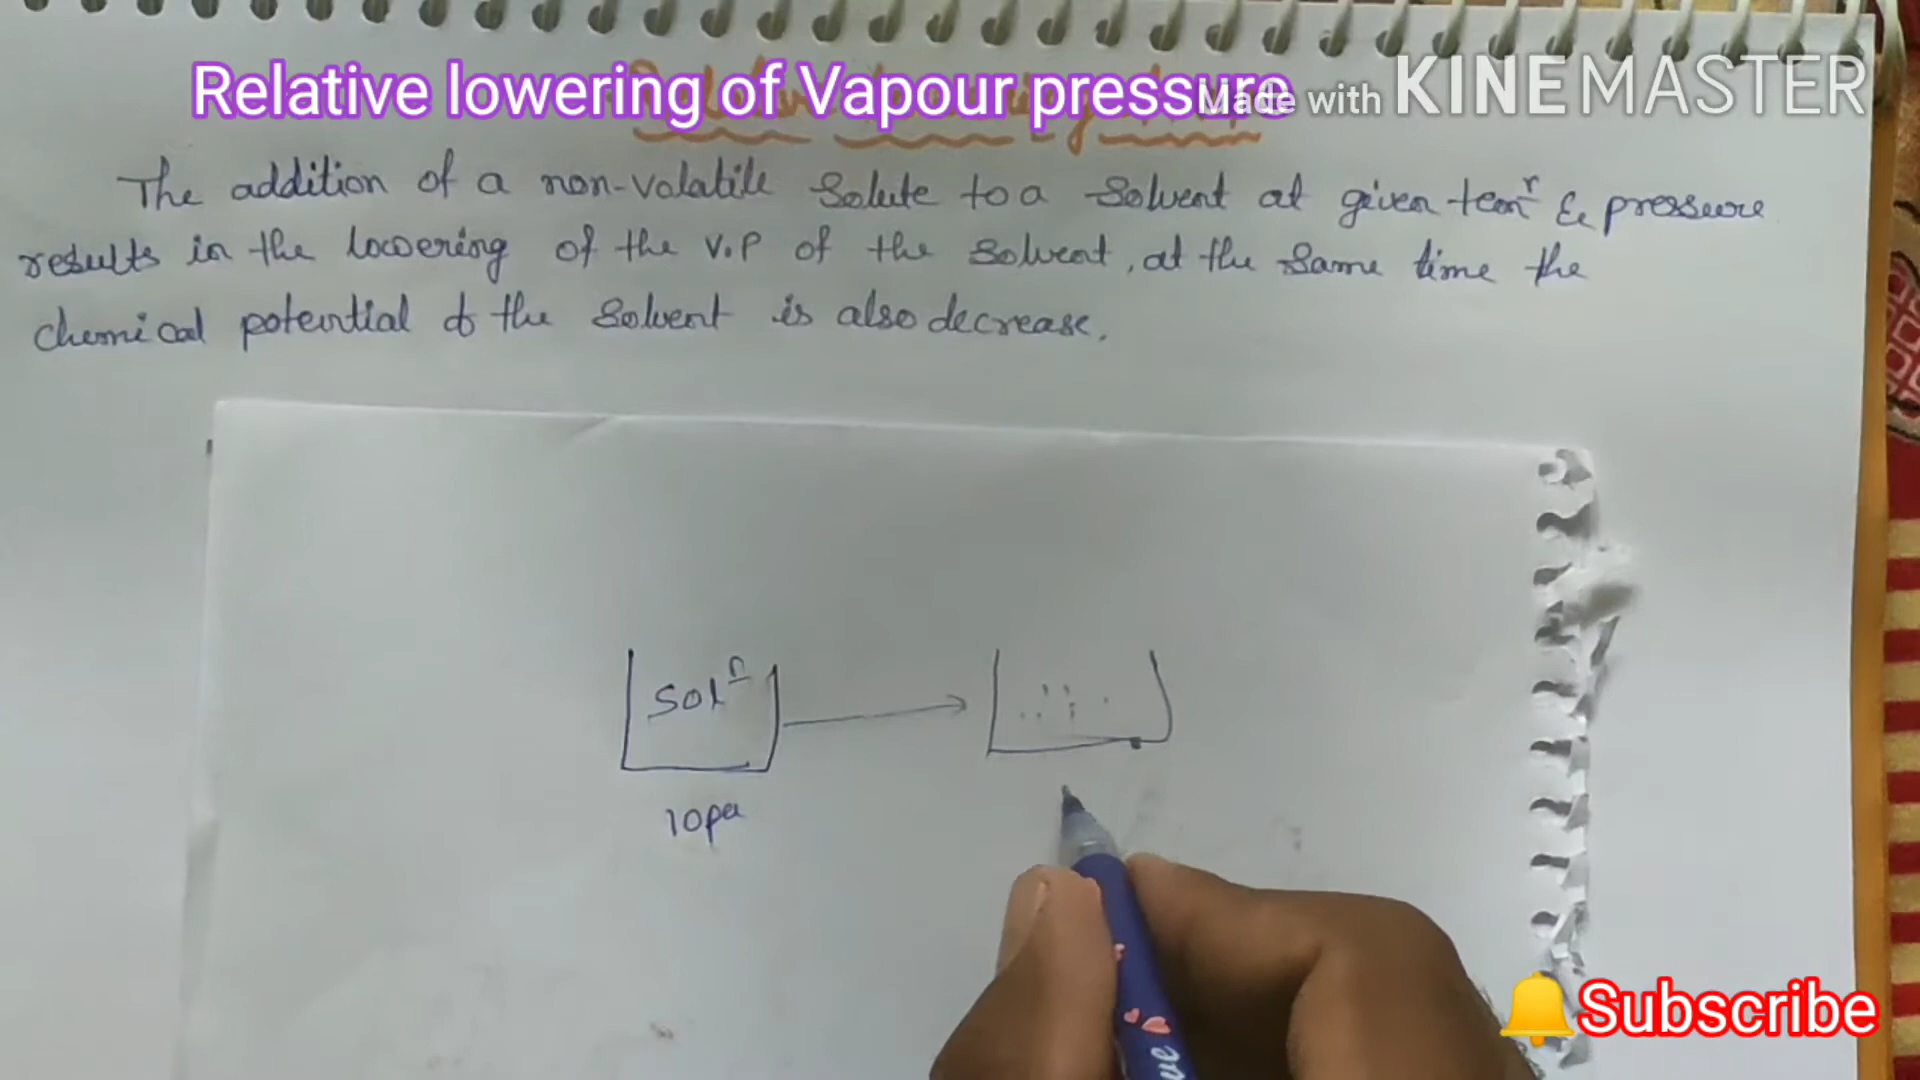 Relative lowering of Vapour pressure
Made with KINEMASTER
The addition of a non-volatile Solute to a Solvent at given temr & pressure
results in the lowering of the V.P of the Solvent, at the Same time the
chemical potential of the Solvent is also decrease.
Soln
10pa
Subscribe